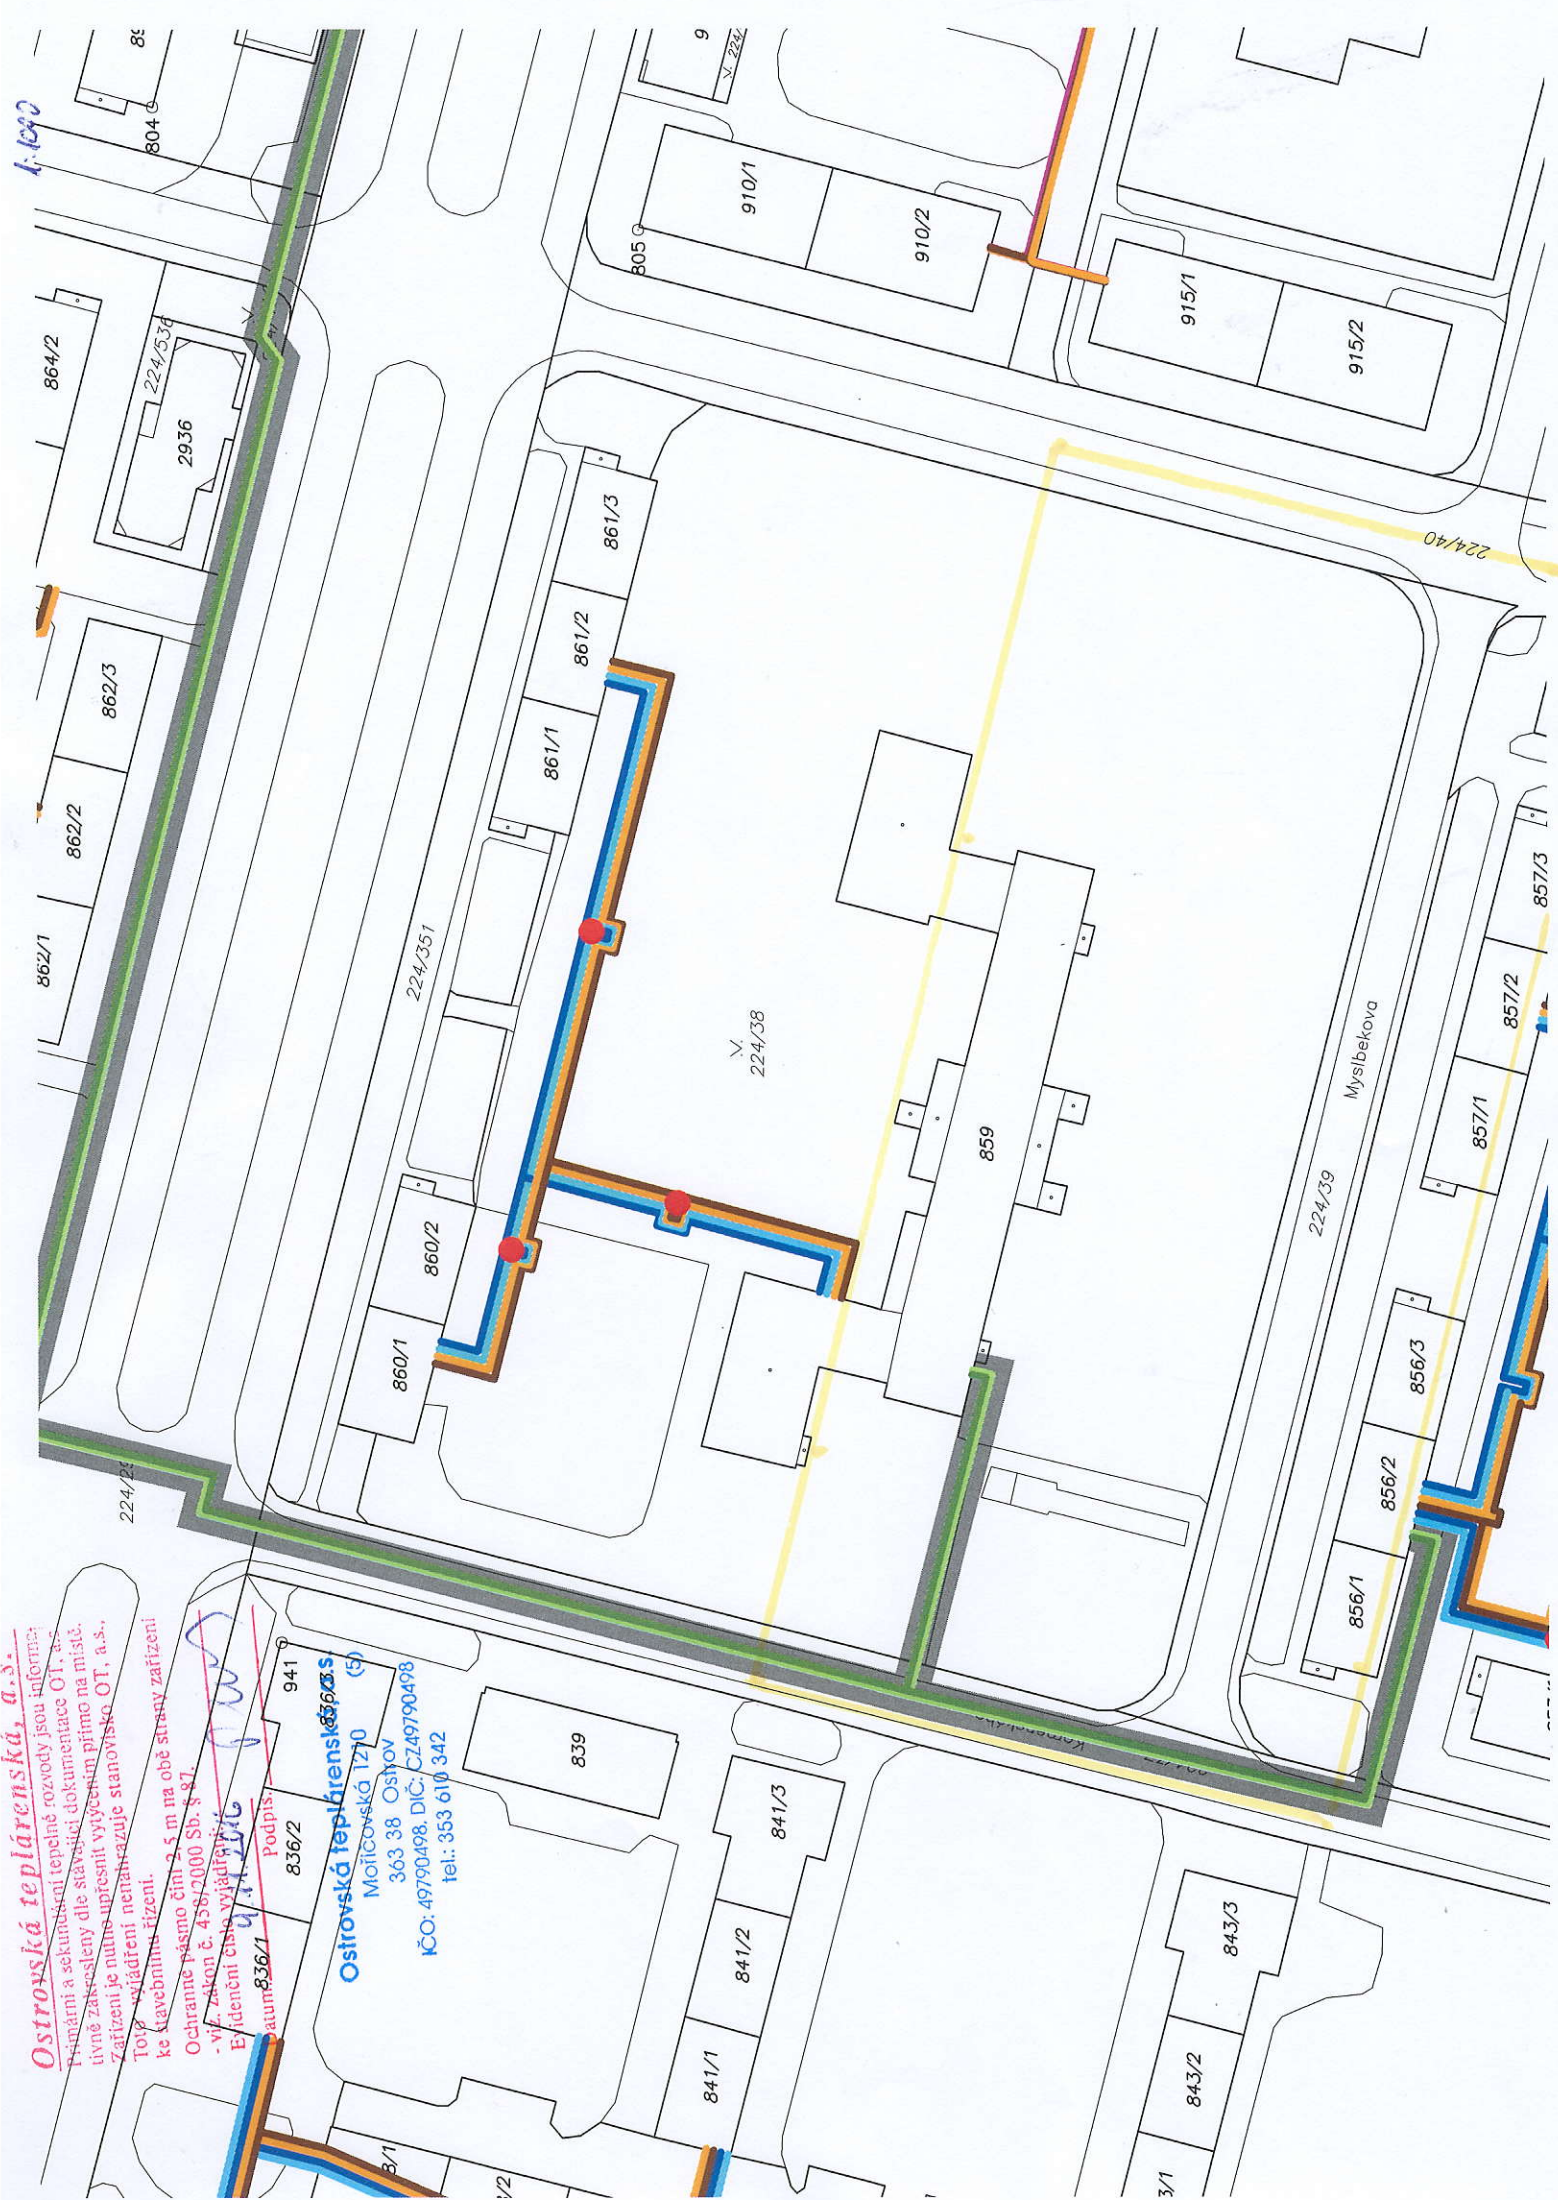 1:1000
804
805
864/2
224/536
2936
910/1
910/2
915/1
915/2
862/3
862/2
862/1
861/3
861/2
861/1
224/351
224/40
V.
224/38
860/2
860/1
859
Myslbekova
224/39
857/3
857/2
857/1
856/3
856/2
856/1
941
836/2
836/1
839
841/3
841/2
841/1
843/3
843/2
Ostrovská teplárenská, a.s.
Primární a sekundární tepelné rozvody jsou informa-
tivně zakresleny dle stávající dokumentace OT, a.s.
Zařízení je nutno upřesnit vytýčením přímo na místě.
Toto vyjádření nenahrazuje stanovisko OT, a.s.,
ke stavebnímu řízení.
Ochranné pásmo činí 2,5 m na obě strany zařízení
- viz. zákon č. 458/2000 Sb. § 87.
Evidenční číslo vyjádření:
Datum: Podpis:
Ostrovská teplárenská, a.s.
Mořičovská 1210 (5)
363 38 Ostrov
IČO: 49790498, DIČ: CZ49790498
tel.: 353 610 342